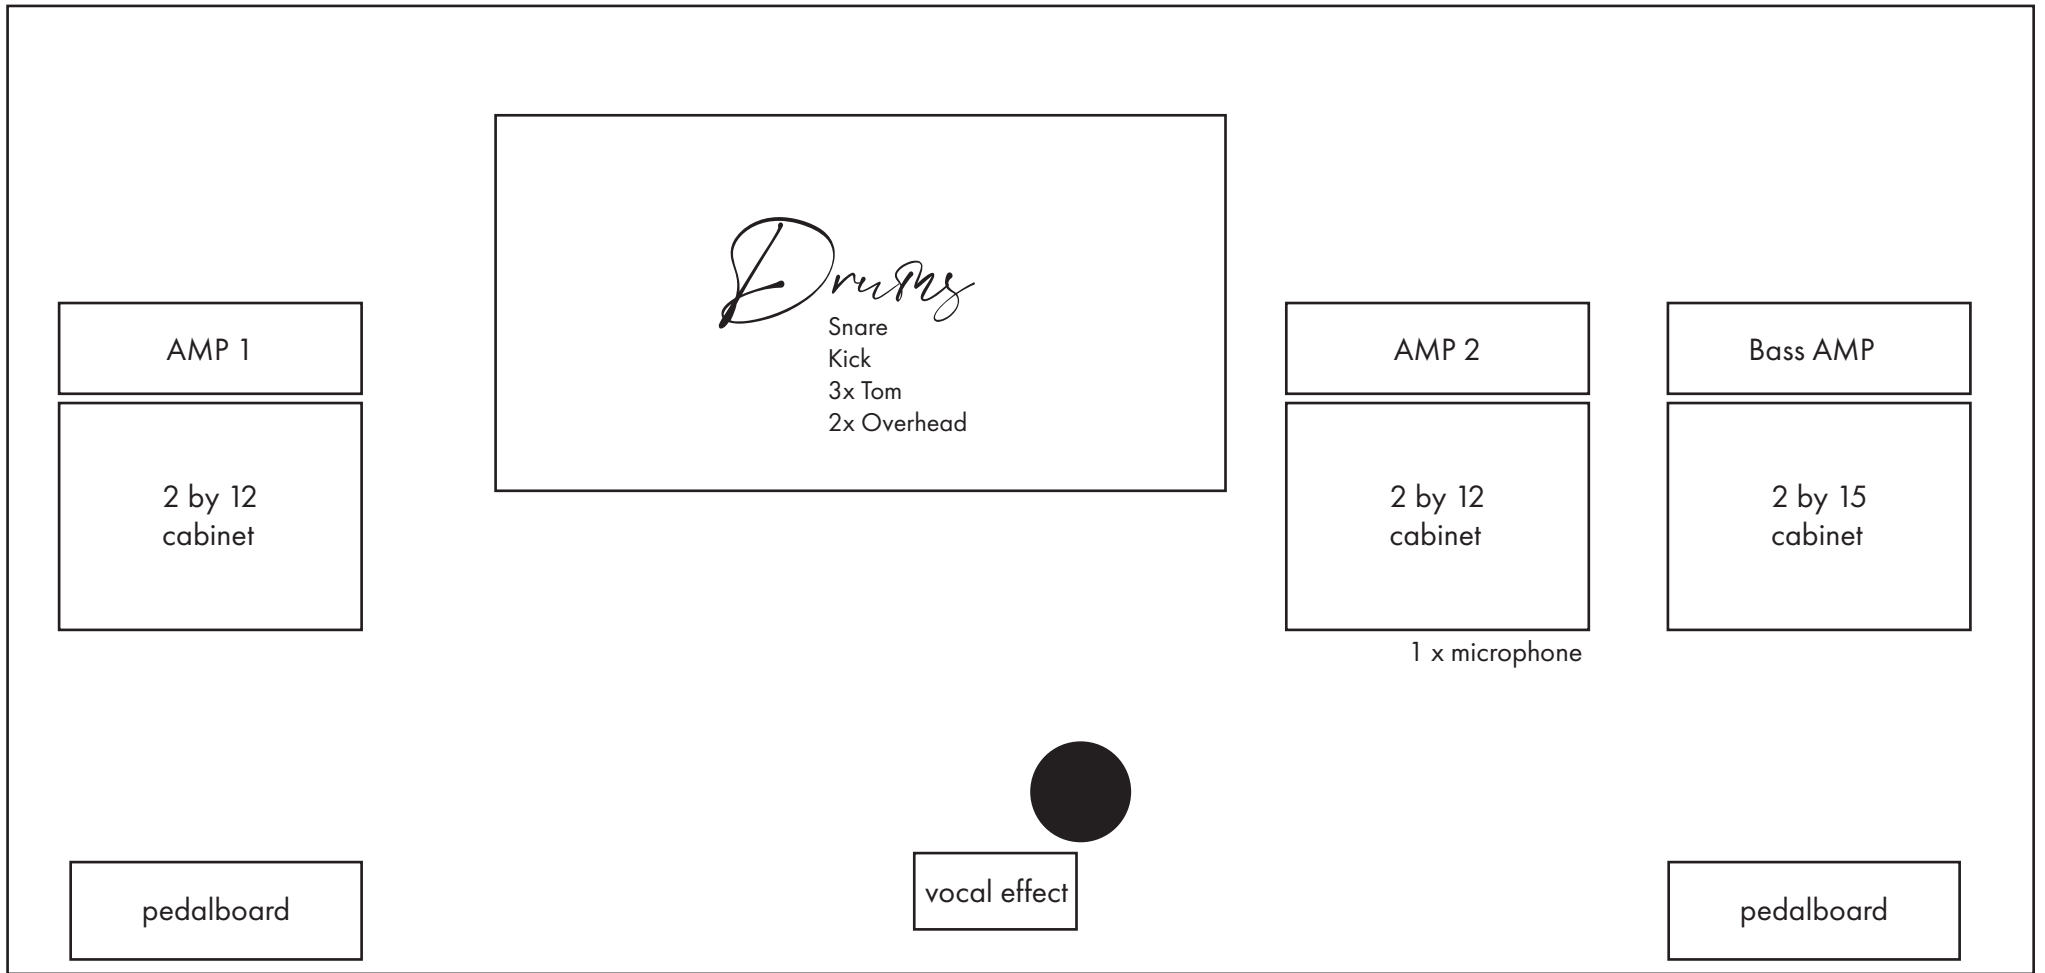 Drums
Snare
Kick
3x Tom
2x Overhead
AMP 1
2 by 12
cabinet
AMP 2
2 by 12
cabinet
1 x microphone
Bass AMP
2 by 15
cabinet
vocal effect
pedalboard
pedalboard